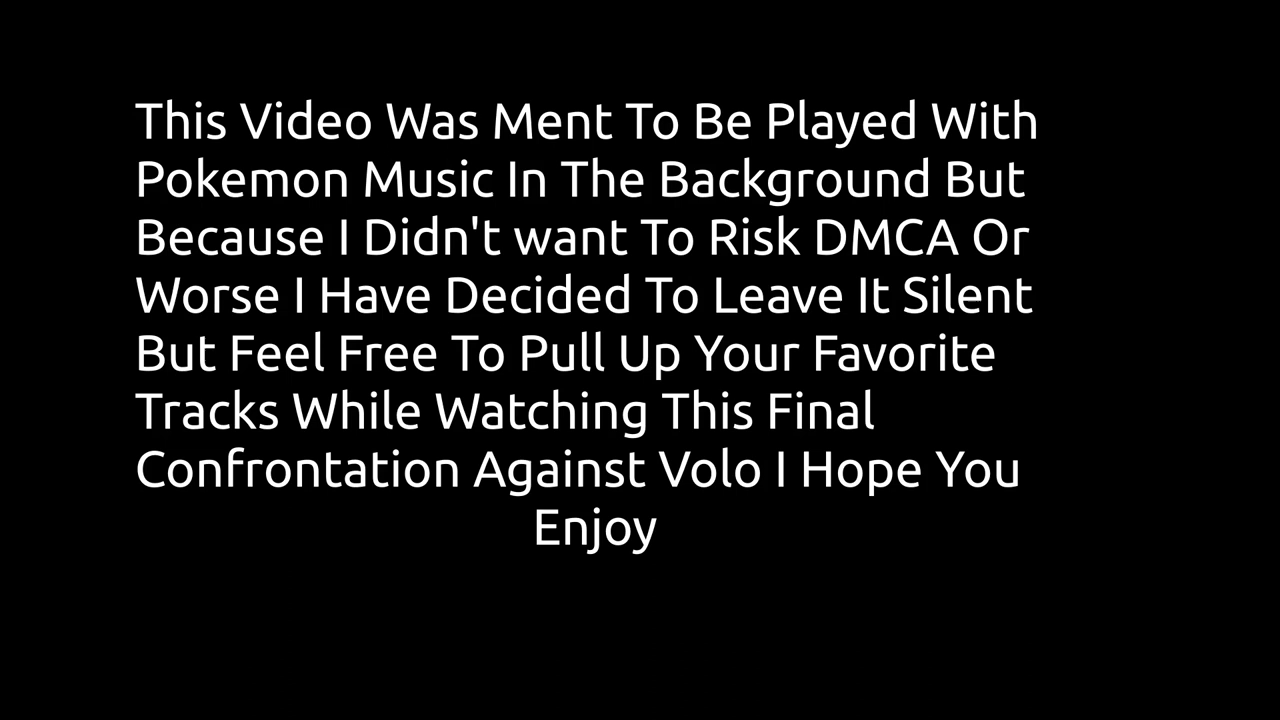 This Video Was Ment To Be Played With
Pokemon Music In The Background But
Because I Didn't want To Risk DMCA Or
Worse I Have Decided To Leave It Silent
But Feel Free To Pull Up Your Favorite
Tracks While Watching This Final
Confrontation Against Volo I Hope You
Enjoy